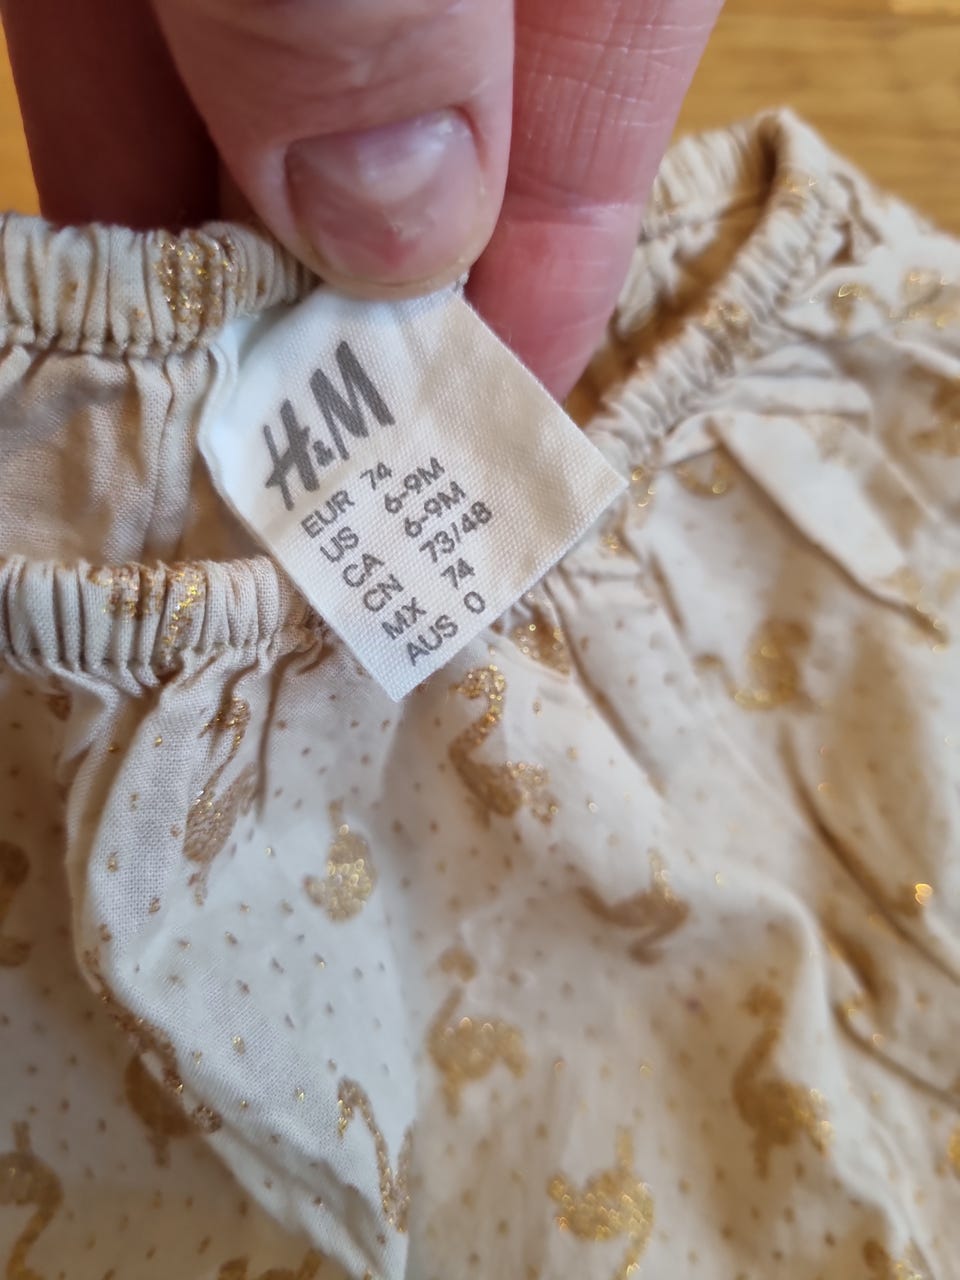 H&M
EUR 74
US 6-9M
CA 6-9M
CN 73/48
MX 74
AUS 0